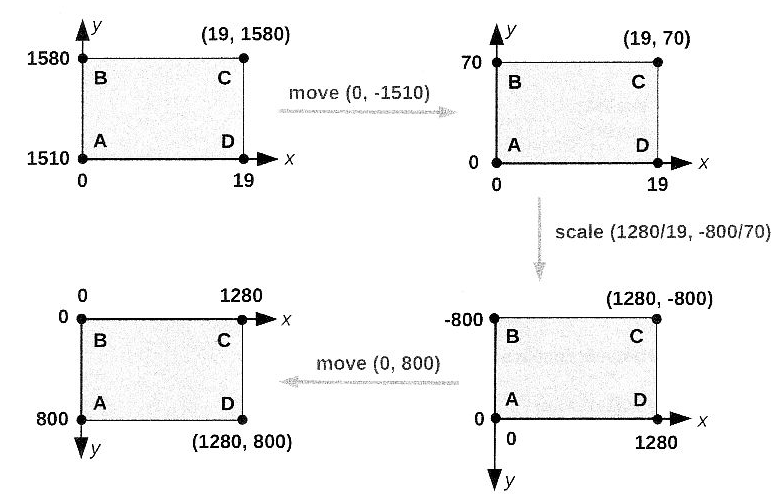 y
(19, 1580)
1580
B
C
A
D
1510
x
0
19
move (0, -1510)
y
(19, 70)
70
B
C
A
D
0
x
0
19
scale (1280/19, -800/70)
0
1280
0
x
B
C
A
D
800
y
(1280, 800)
move (0, 800)
(1280, -800)
-800
B
C
A
D
0
x
0
1280
y